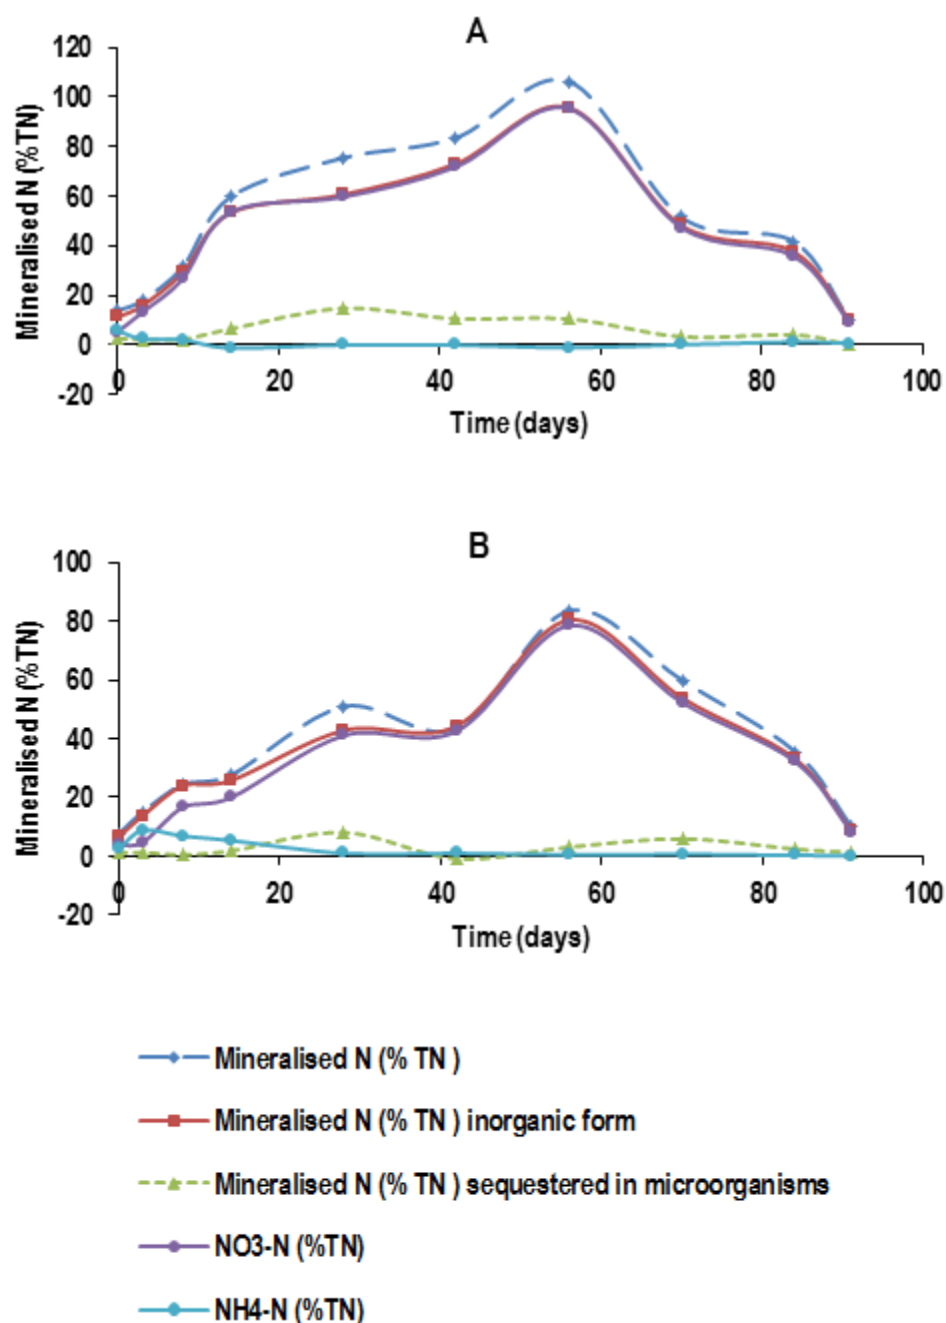 A
120
100
80
60
40
20
0
-20
Mineralised N (%TN)
0 20 40 60 80 100
Time (days)
B
100
80
60
40
20
0
-20
Mineralised N (%TN)
0 20 40 60 80 100
Time (days)
Mineralised N (% TN )
Mineralised N (% TN ) inorganic form
Mineralised N (% TN ) sequestered in microorganisms
NO3-N (%TN)
NH4-N (%TN)